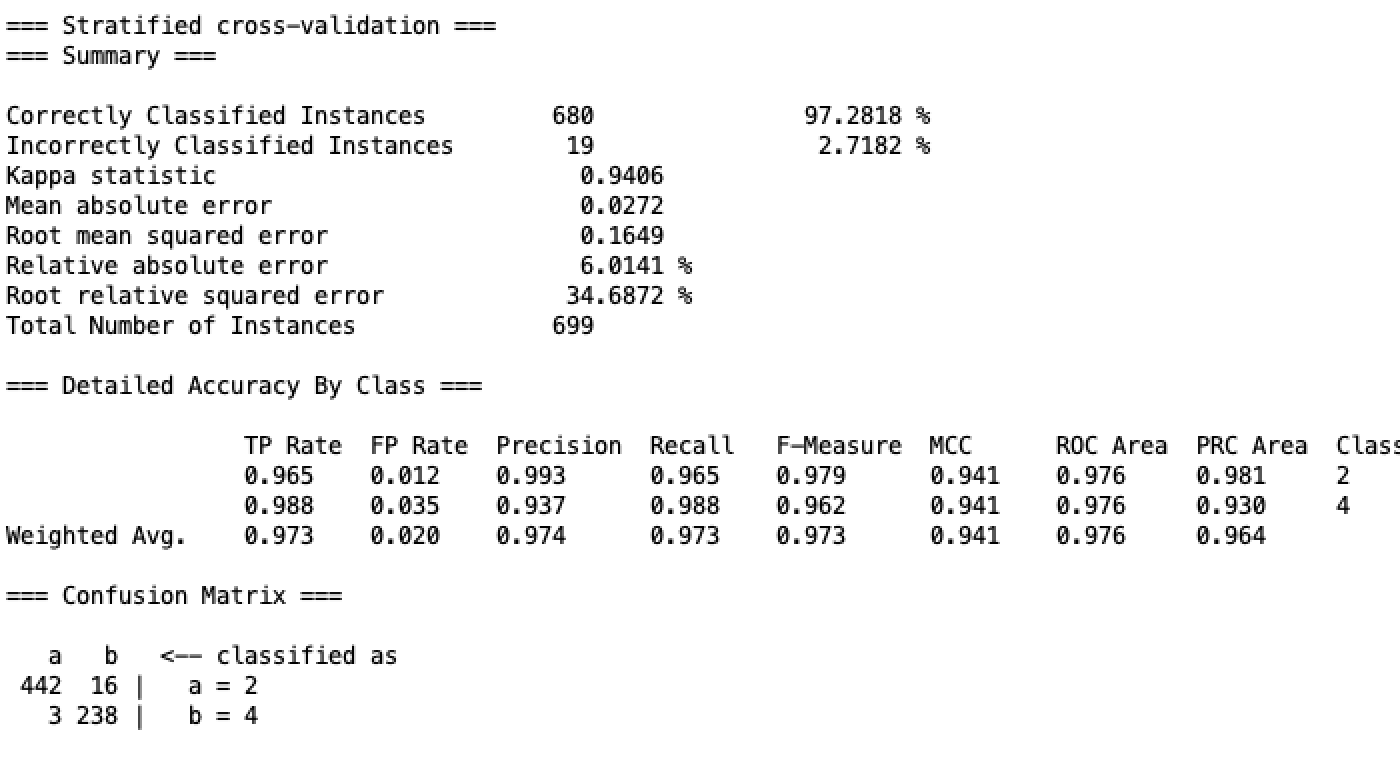 === Stratified cross-validation ===
=== Summary ===
Correctly Classified Instances 680 97.2818 %
Incorrectly Classified Instances 19 2.7182 %
Kappa statistic 0.9406
Mean absolute error 0.0272
Root mean squared error 0.1649
Relative absolute error 6.0141 %
Root relative squared error 34.6872 %
Total Number of Instances 699
=== Detailed Accuracy By Class ===
TP Rate FP Rate Precision Recall F-Measure MCC ROC Area PRC Area Class
0.965 0.012 0.993 0.965 0.979 0.941 0.976 0.981 2
0.988 0.035 0.937 0.988 0.962 0.941 0.976 0.930 4
Weighted Avg. 0.973 0.020 0.974 0.973 0.973 0.941 0.976 0.964
=== Confusion Matrix ===
a b <-- classified as
442 16 | a = 2
3 238 | b = 4